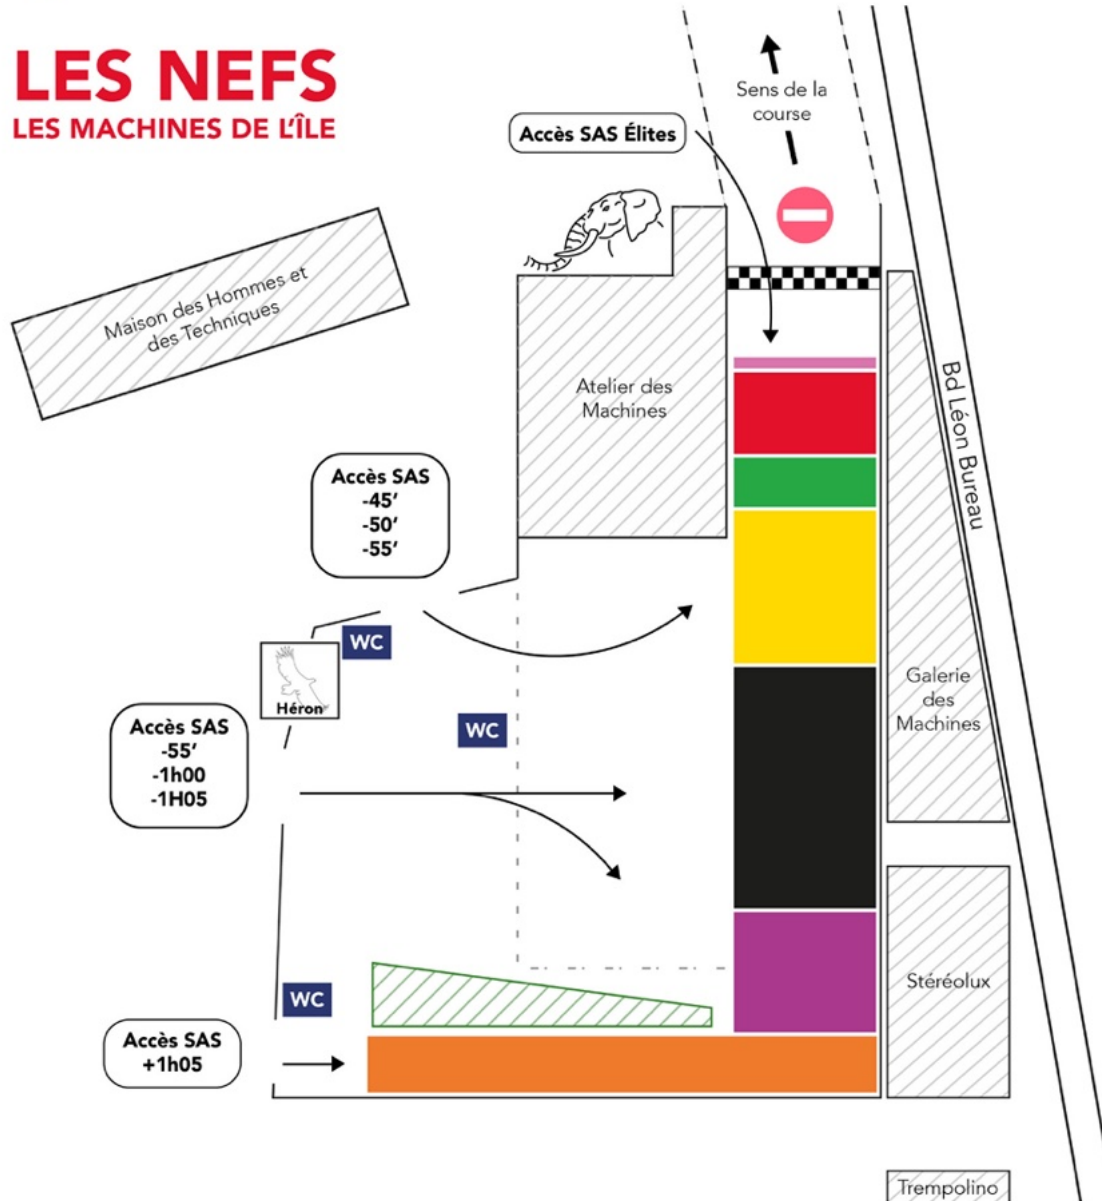 LES NEFS
LES MACHINES DE L'ÎLE
Sens de la
course
Accès SAS Élites
Maison des Hommes et
des Techniques
Atelier des
Machines
Bd Léon Bureau
Accès SAS
-45'
-50'
-55'
WC
Héron
Galerie
des
Machines
WC
Accès SAS
-55'
-1h00
-1H05
Stéréolux
WC
Accès SAS
+1h05
Trempolino